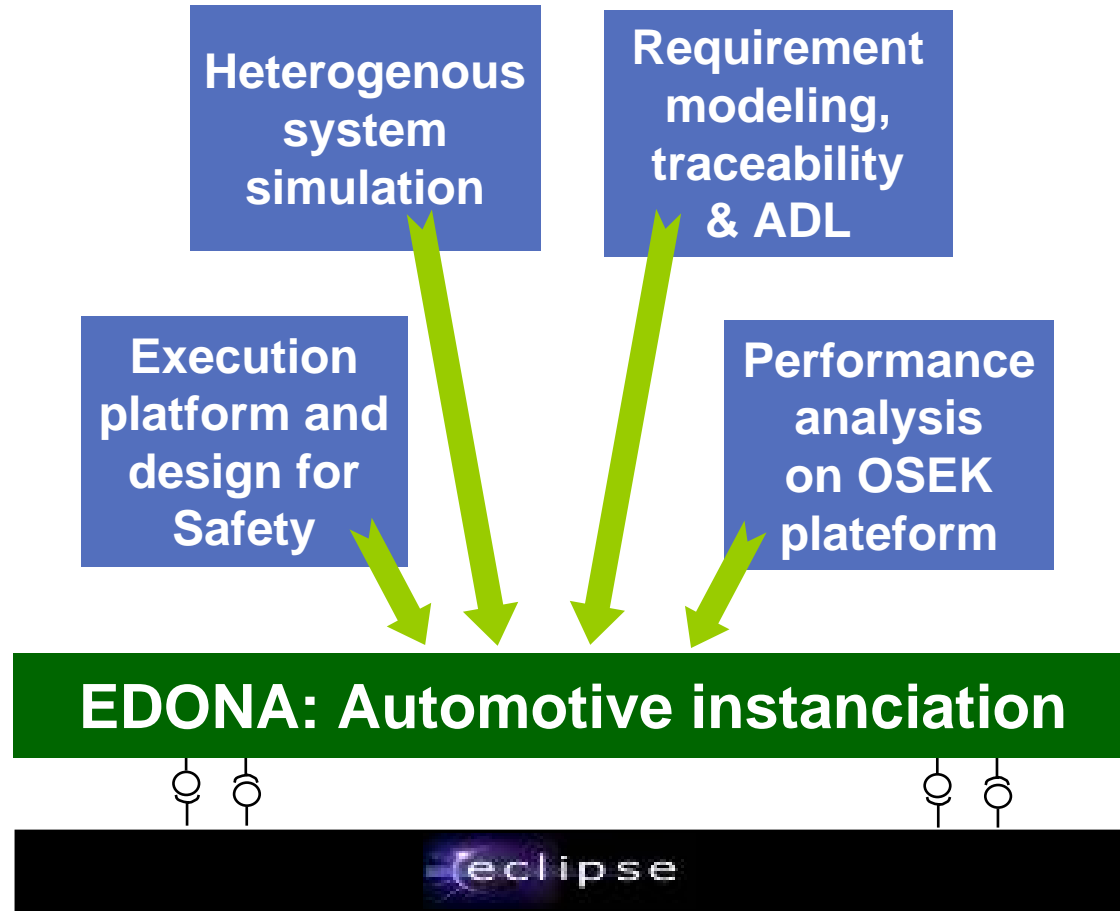 Heterogenous
system
simulation
Requirement
modeling,
traceability
& ADL
Execution
platform and
design for
Safety
Performance
analysis
on OSEK
plateform
EDONA: Automotive instanciation
eclipse